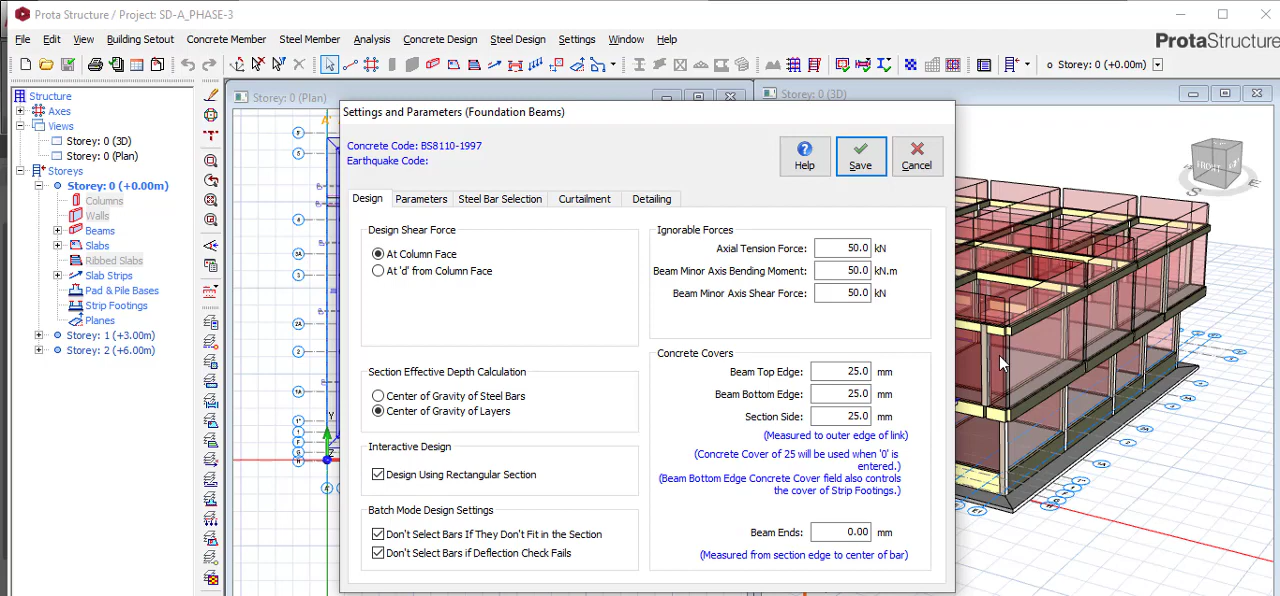 Prota Structure / Project: SD-A_PHASE-3
File Edit View Building Setout Concrete Member Steel Member Analysis Concrete Design Steel Design Settings Window Help
ProtaStructure
Storey: 0 (+0.00m)
Structure
Axes
Views
Storey: 0 (3D)
Storey: 0 (Plan)
Storeys
Storey: 0 (+0.00m)
Columns
Walls
Beams
Slabs
Ribbed Slabs
Slab Strips
Pad & Pile Bases
Strip Footings
Planes
Storey: 1 (+3.00m)
Storey: 2 (+6.00m)
Storey: 0 (Plan)
Storey: 0 (3D)
Settings and Parameters (Foundation Beams)
Concrete Code: BS8110-1997
Earthquake Code:
Help
Save
Cancel
Design Parameters Steel Bar Selection Curtailment Detailing
Design Shear Force
At Column Face
At 'd' from Column Face
Section Effective Depth Calculation
Center of Gravity of Steel Bars
Center of Gravity of Layers
Interactive Design
Design Using Rectangular Section
Batch Mode Design Settings
Don't Select Bars If They Don't Fit in the Section
Don't Select Bars if Deflection Check Fails
Ignorable Forces
Axial Tension Force: 50.0 kN
Beam Minor Axis Bending Moment: 50.0 kN.m
Beam Minor Axis Shear Force: 50.0 kN
Concrete Covers
Beam Top Edge: 25.0 mm
Beam Bottom Edge: 25.0 mm
Section Side: 25.0 mm
(Measured to outer edge of link)
(Concrete Cover of 25 will be used when '0' is
entered.)
(Beam Bottom Edge Concrete Cover field also controls
the cover of Strip Footings.)
Beam Ends: 0.00 mm
(Measured from section edge to center of bar)
FRONT
S
E